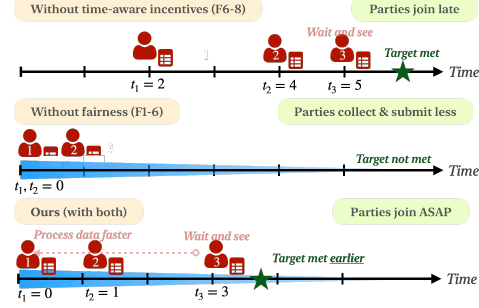 Without time-aware incentives (F6-8)
Parties join late
Wait and see
Target met
2
3
Time
t₁ = 2
t₂ = 4
t₃ = 5
Without fairness (F1-6)
Parties collect & submit less
1
2
3
Target not met
Time
t₁, t₂ = 0
Ours (with both)
Parties join ASAP
Process data faster
Wait and see
Target met earlier
1
2
3
Time
t₁ = 0
t₂ = 1
t₃ = 3